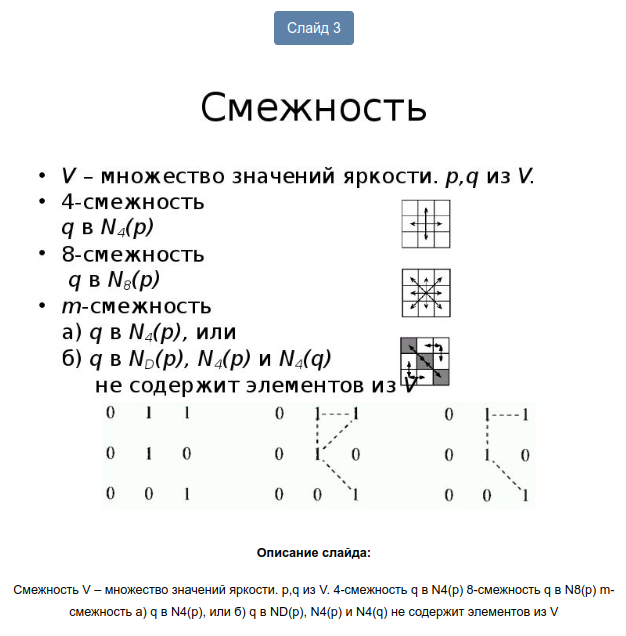 Слайд 3
Смежность
• V – множество значений яркости. p,q из V.
• 4-смежность
q в N4(p)
• 8-смежность
q в N8(p)
• m-смежность
а) q в N4(p), или
б) q в ND(p), N4(p) и N4(q)
не содержит элементов из V
0 1 1 0 1 1 0 1 1
0 1 0 0 1 0 0 1 0
0 0 1 0 0 1 0 0 1
Описание слайда:
Смежность V – множество значений яркости. p,q из V. 4-смежность q в N4(p) 8-смежность q в N8(p) m-
смежность а) q в N4(p), или б) q в ND(p), N4(p) и N4(q) не содержит элементов из V